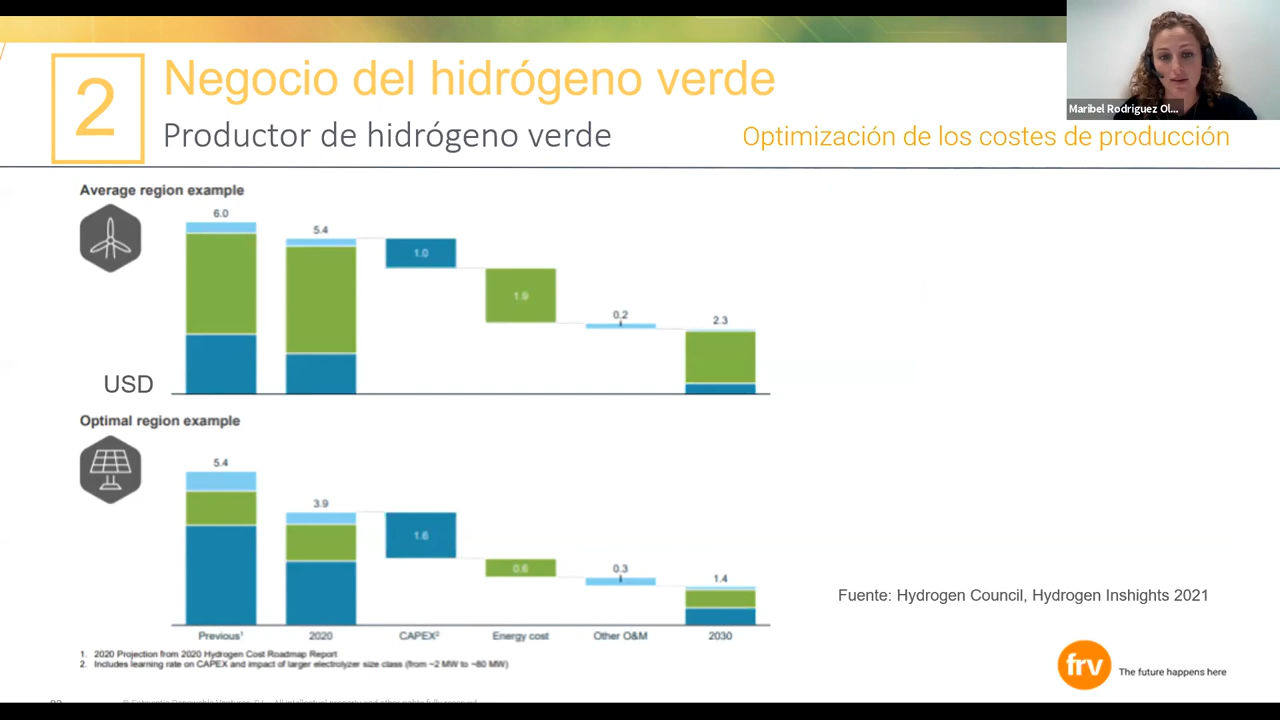 Maribel Rodriguez Ol...
2
Negocio del hidrógeno verde
Productor de hidrógeno verde
Optimización de los costes de producción
Average region example
6.0
5.4
1.0
1.9
0.2
2.3
USD
Optimal region example
5.4
3.9
1.6
0.6
0.3
1.4
Previous¹ 2020 CAPEX² Energy cost Other O&M 2030
Fuente: Hydrogen Council, Hydrogen Inshights 2021
1. 2020 Projection from 2020 Hydrogen Cost Roadmap Report
2. Includes learning rate on CAPEX and impact of larger electrolyzer size class (from ~2 MW to ~80 MW)
frv
The future happens here